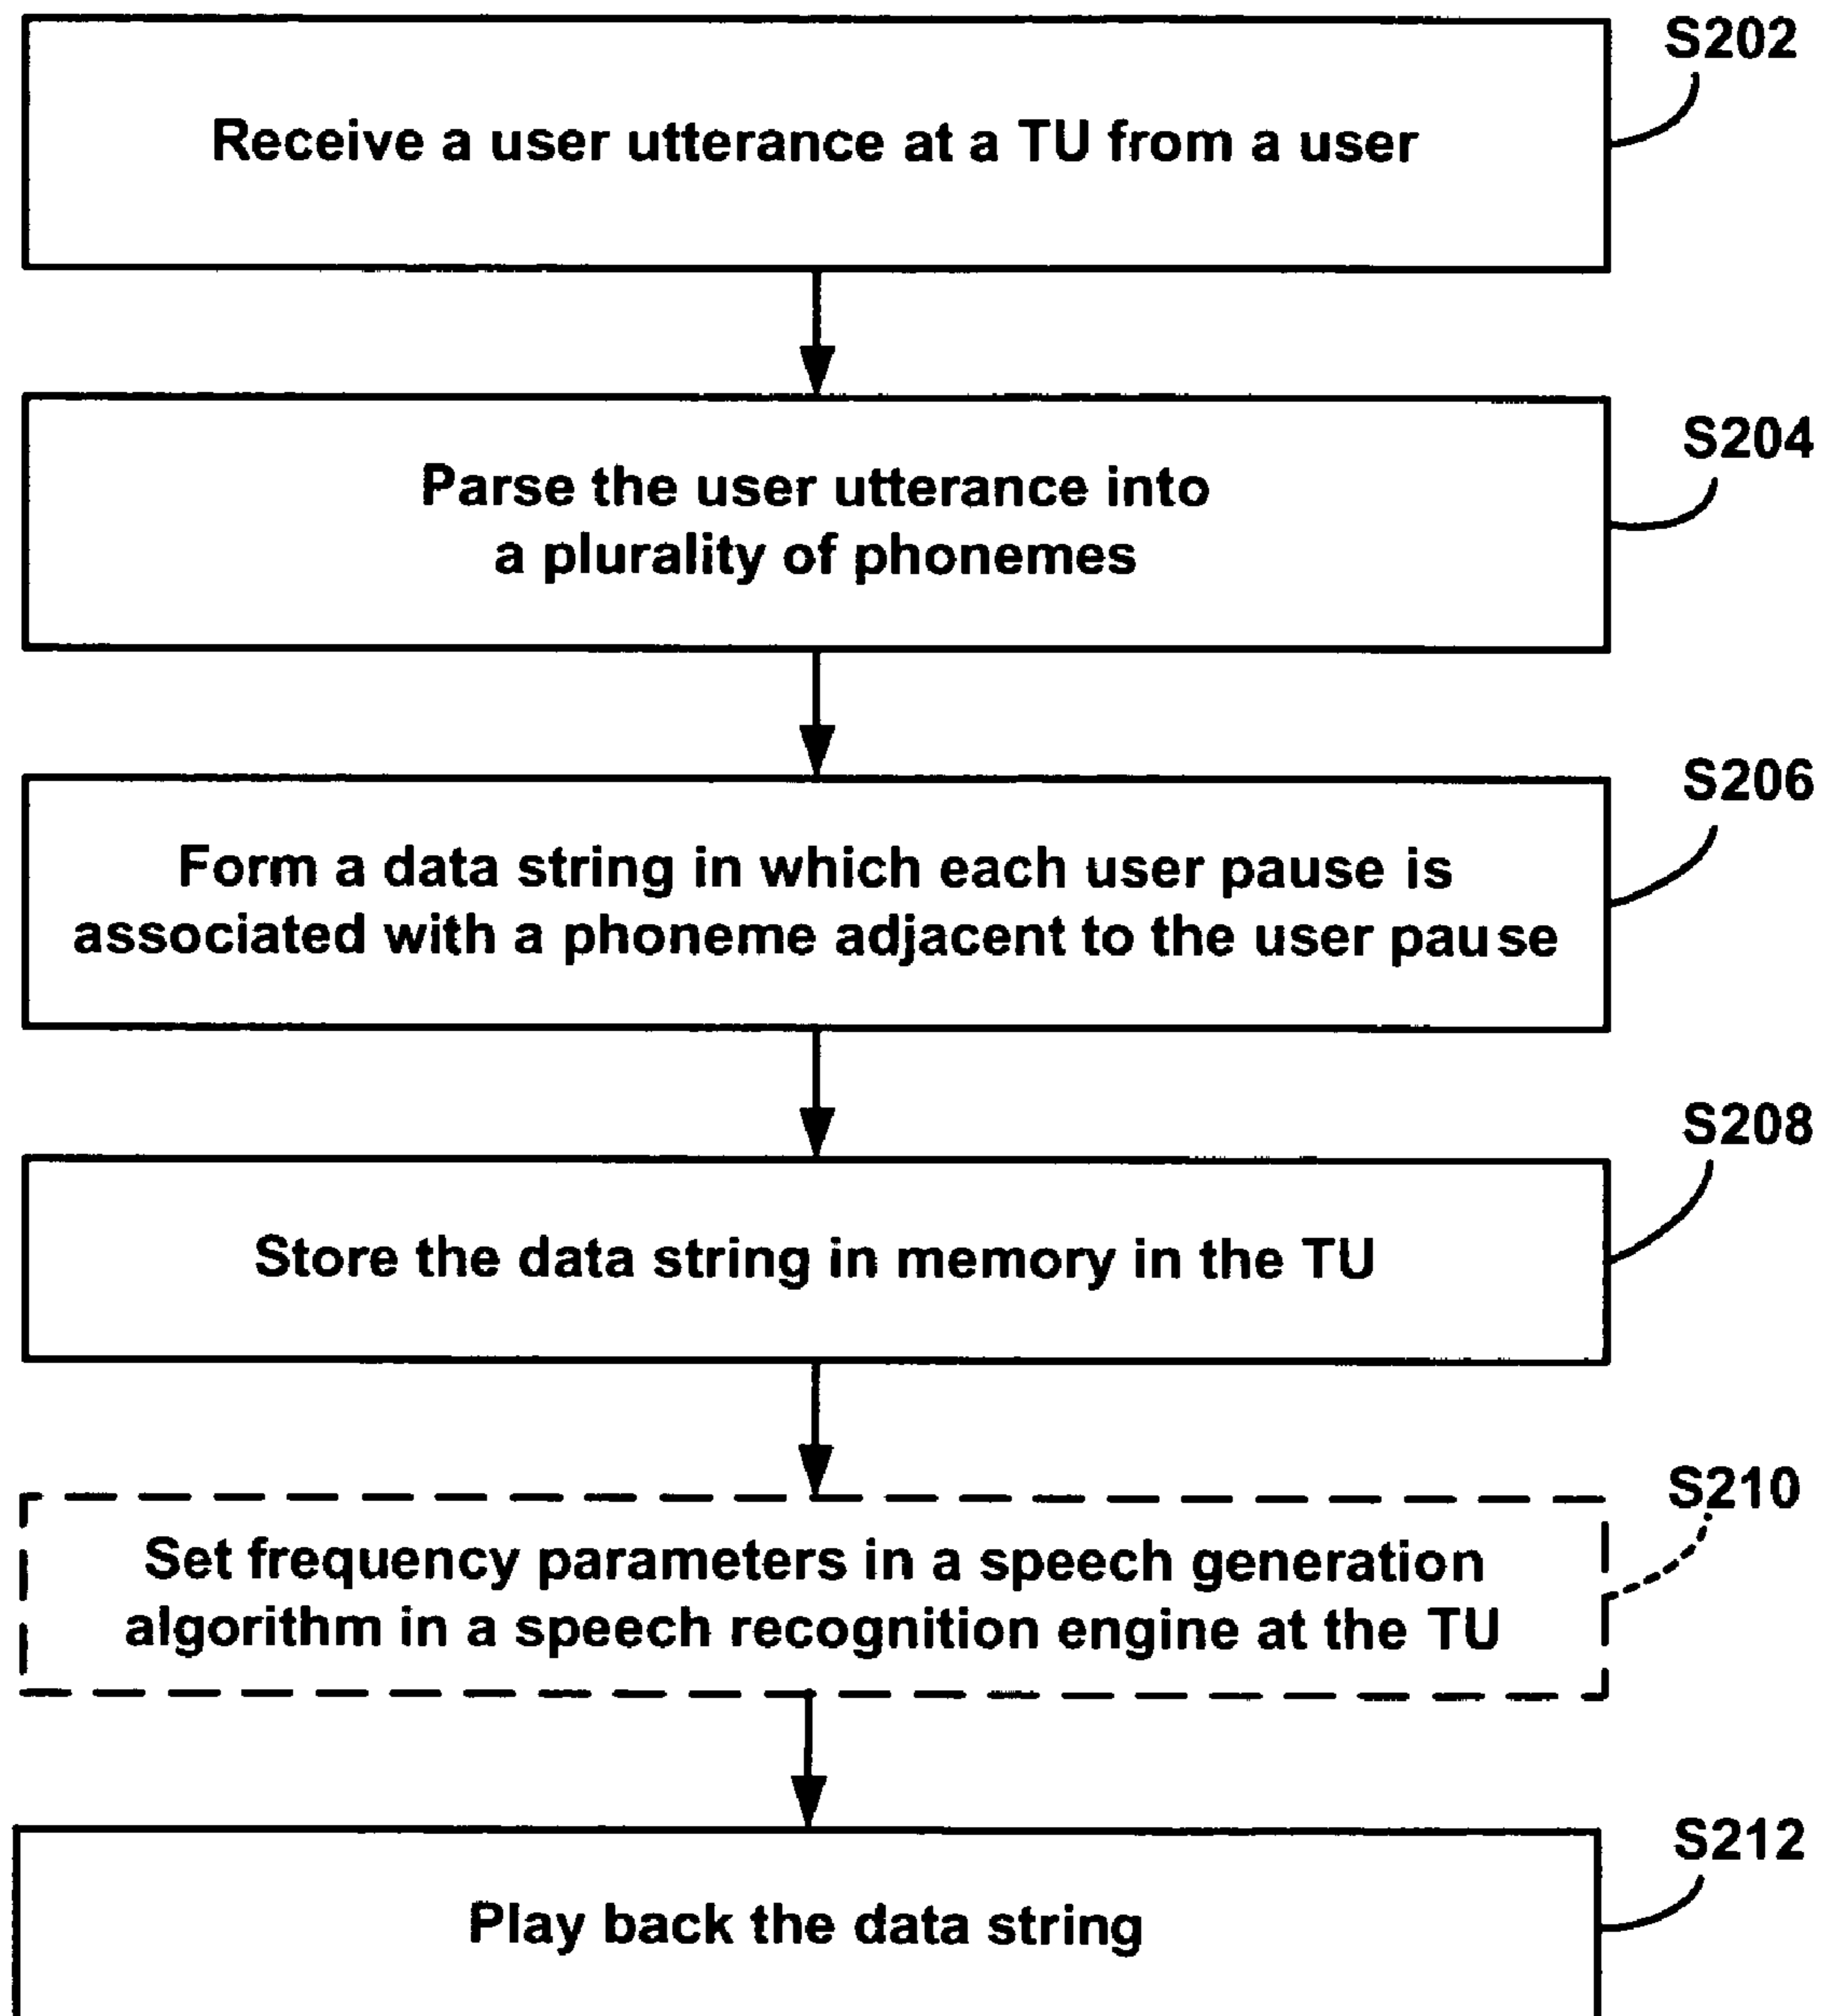 S202
Receive a user utterance at a TU from a user
S204
Parse the user utterance into
a plurality of phonemes
S206
Form a data string in which each user pause is
associated with a phoneme adjacent to the user pause
S208
Store the data string in memory in the TU
S210
Set frequency parameters in a speech generation
algorithm in a speech recognition engine at the TU
S212
Play back the data string